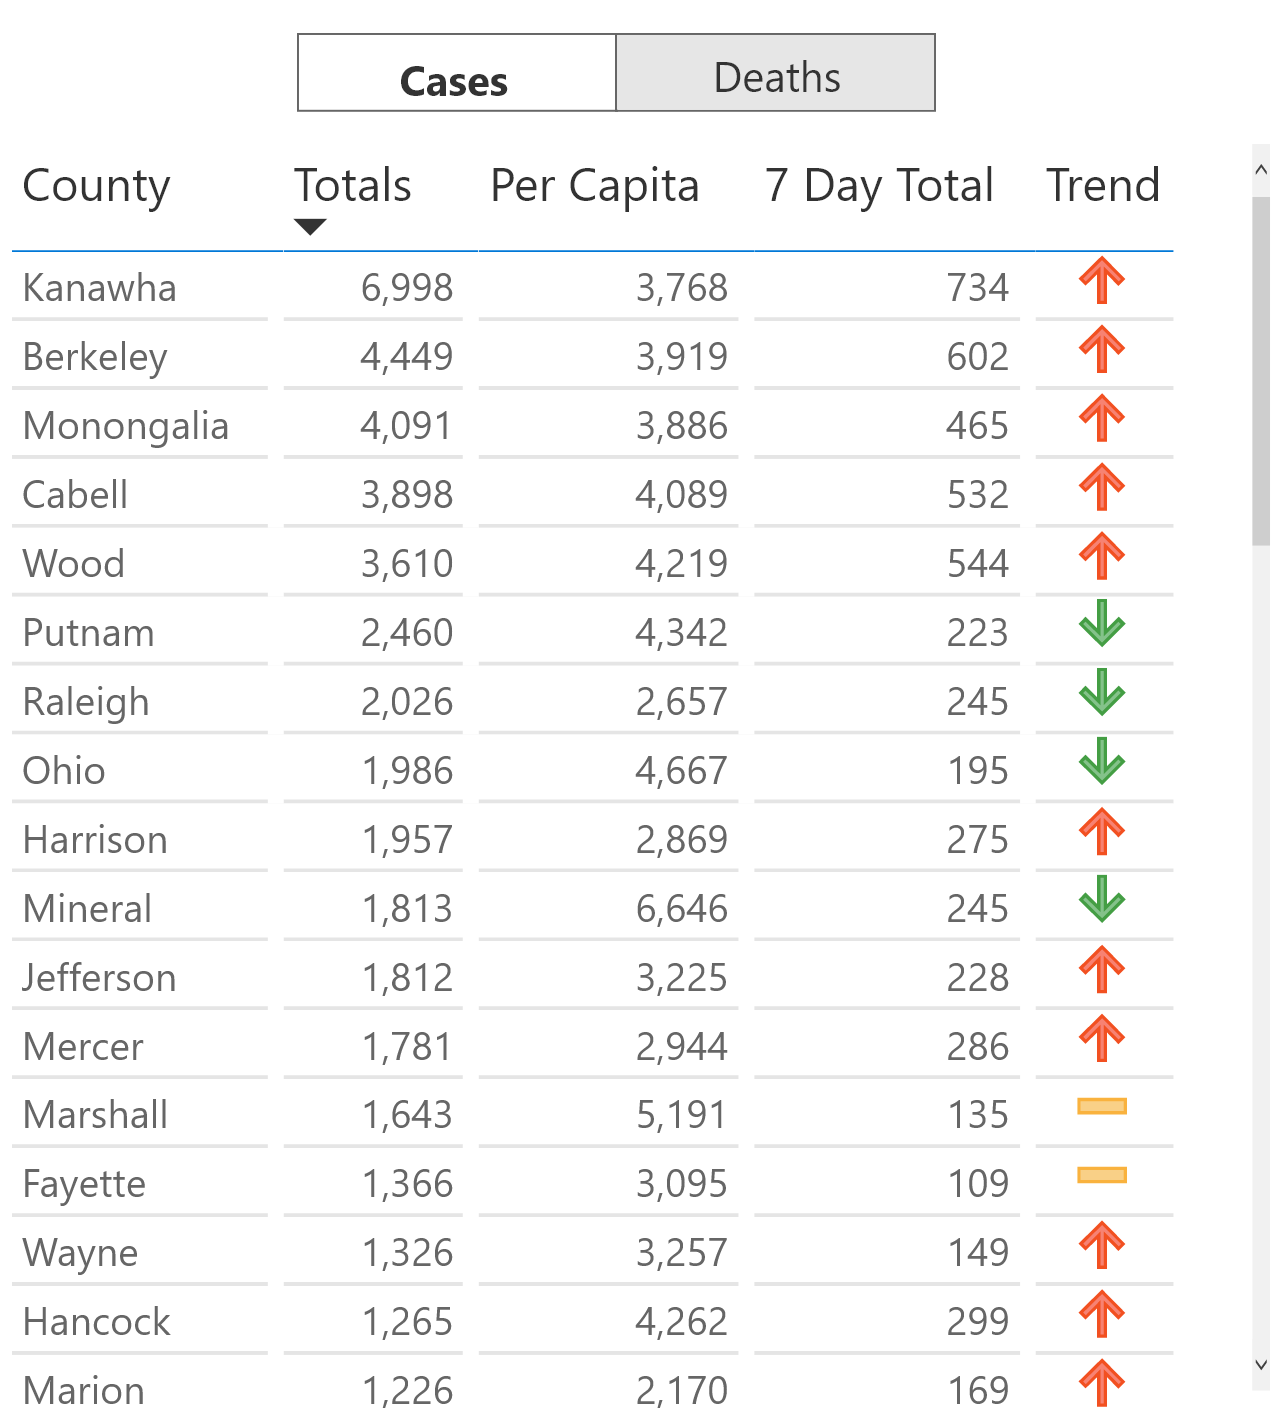 Cases Deaths
County Totals Per Capita 7 Day Total Trend
Kanawha 6,998 3,768 734
Berkeley 4,449 3,919 602
Monongalia 4,091 3,886 465
Cabell 3,898 4,089 532
Wood 3,610 4,219 544
Putnam 2,460 4,342 223
Raleigh 2,026 2,657 245
Ohio 1,986 4,667 195
Harrison 1,957 2,869 275
Mineral 1,813 6,646 245
Jefferson 1,812 3,225 228
Mercer 1,781 2,944 286
Marshall 1,643 5,191 135
Fayette 1,366 3,095 109
Wayne 1,326 3,257 149
Hancock 1,265 4,262 299
Marion 1,226 2,170 169